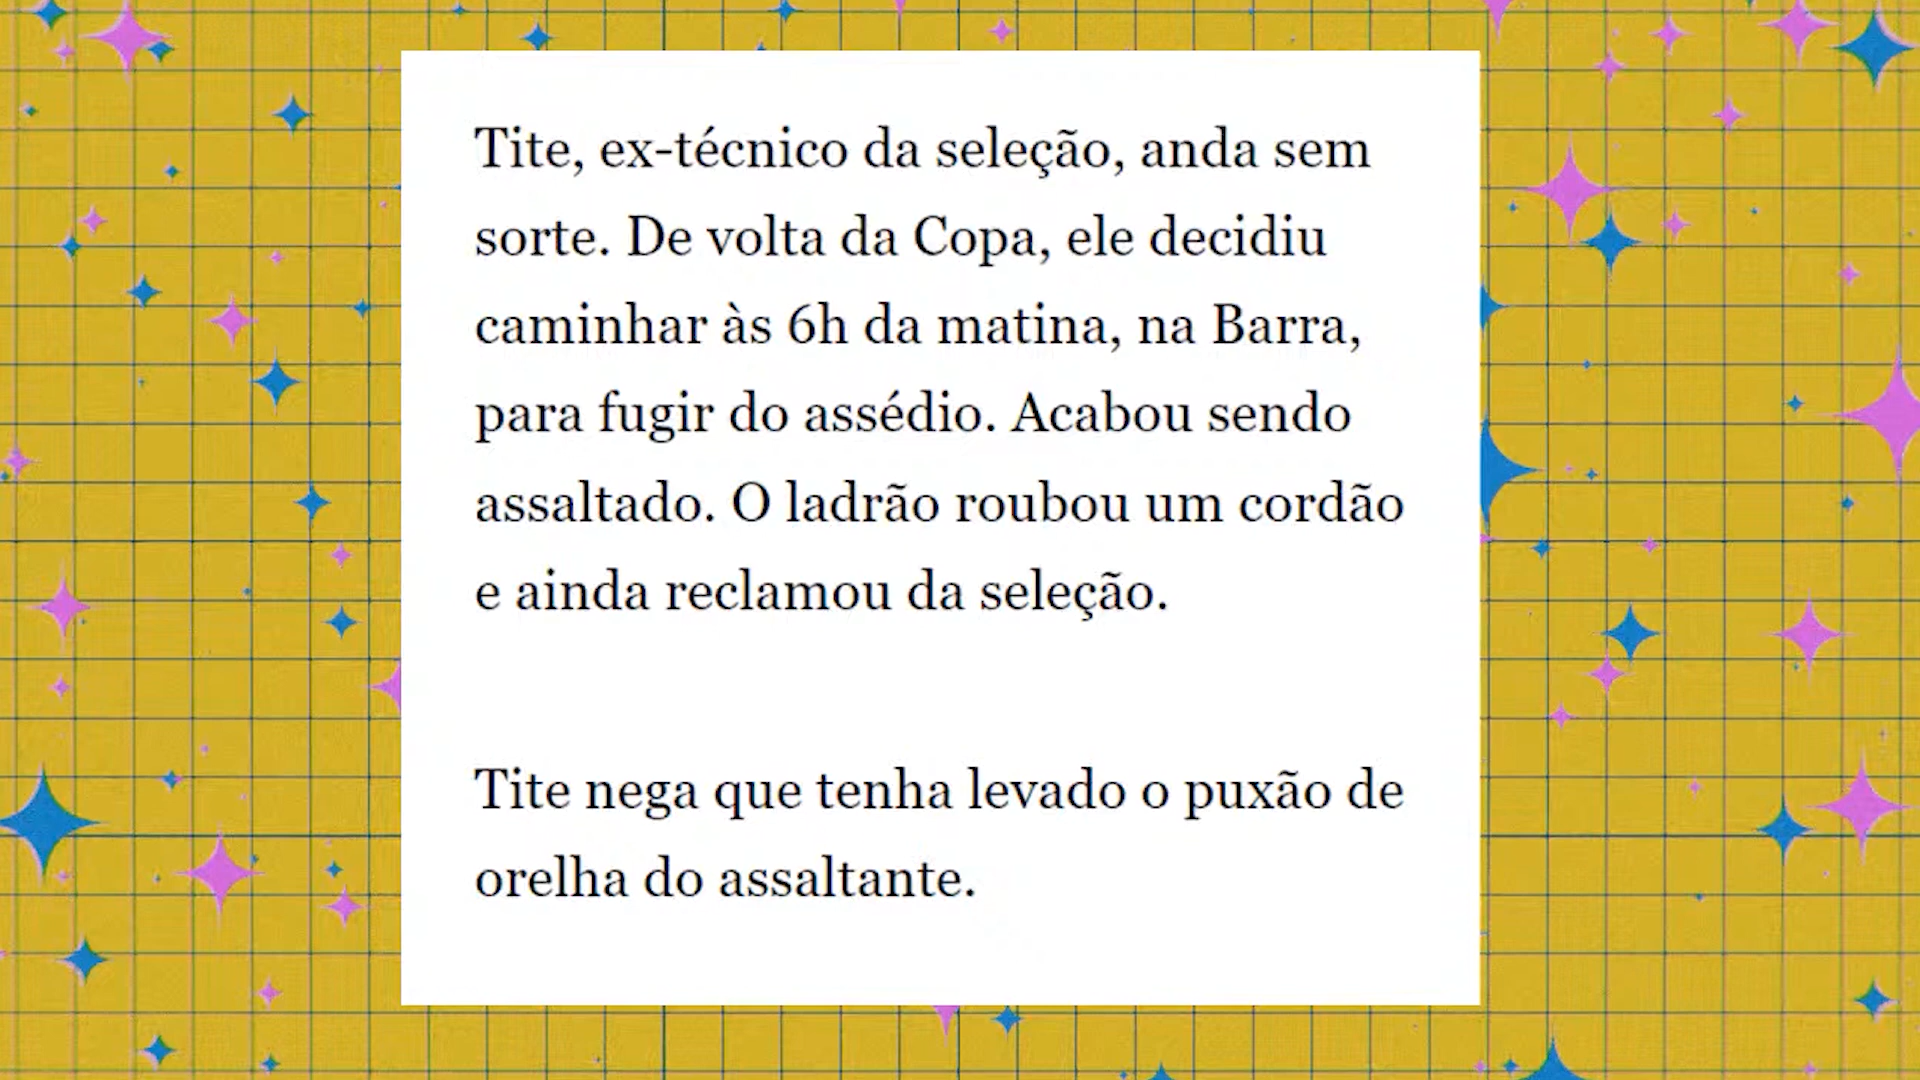 Tite, ex-técnico da seleção, anda sem
sorte. De volta da Copa, ele decidiu
caminhar às 6h da matina, na Barra,
para fugir do assédio. Acabou sendo
assaltado. O ladrão roubou um cordão
e ainda reclamou da seleção.
Tite nega que tenha levado o puxão de
orelha do assaltante.